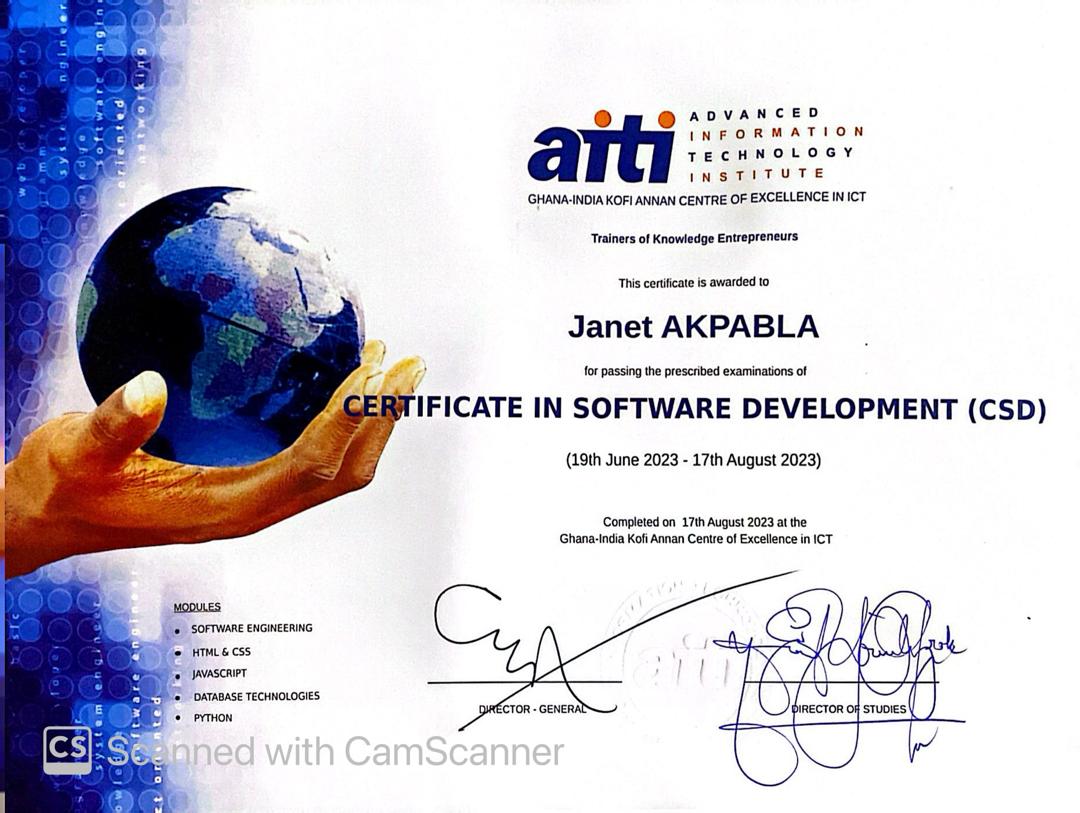 aiti
ADVANCED
INFORMATION
TECHNOLOGY
INSTITUTE
GHANA-INDIA KOFI ANNAN CENTRE OF EXCELLENCE IN ICT
Trainers of Knowledge Entrepreneurs
This certificate is awarded to
Janet AKPABLA
for passing the prescribed examinations of
CERTIFICATE IN SOFTWARE DEVELOPMENT (CSD)
(19th June 2023 - 17th August 2023)
Completed on 17th August 2023 at the
Ghana-India Kofi Annan Centre of Excellence in ICT
MODULES
• SOFTWARE ENGINEERING
• HTML & CSS
• JAVASCRIPT
• DATABASE TECHNOLOGIES
• PYTHON
DIRECTOR - GENERAL
DIRECTOR OF STUDIES
CS Scanned with CamScanner
networking
oriented